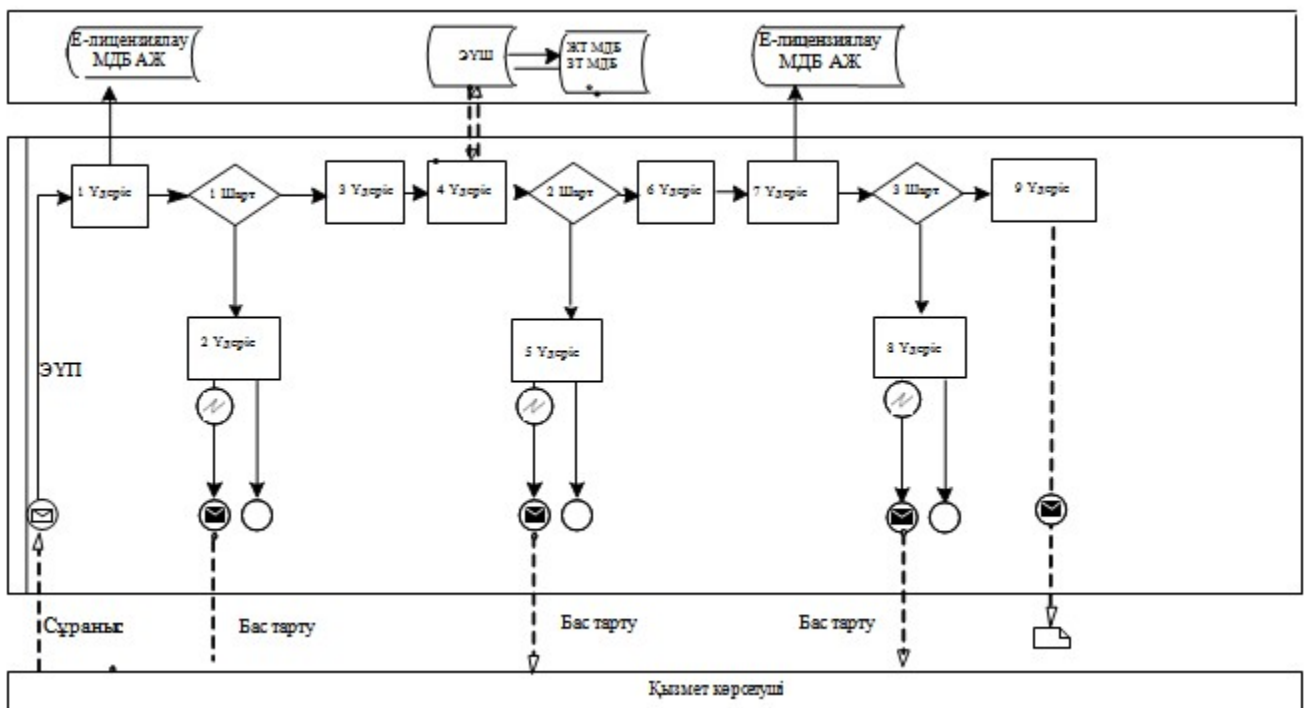 Е-лицензиялау
МДБ АЖ
ЭҮШ
ЖТ МДБ
ЗТ МДБ
Е-лицензиялау
МДБ АЖ
1 Үдеріс
1 Шарт
3 Үдеріс
4 Үдеріс
2 Шарт
6 Үдеріс
7 Үдеріс
3 Шарт
9 Үдеріс
2 Үдеріс
5 Үдеріс
8 Үдеріс
ЭҮП
Сұраныс
Бас тарту
Бас тарту
Бас тарту
Қызмет көрсетуші